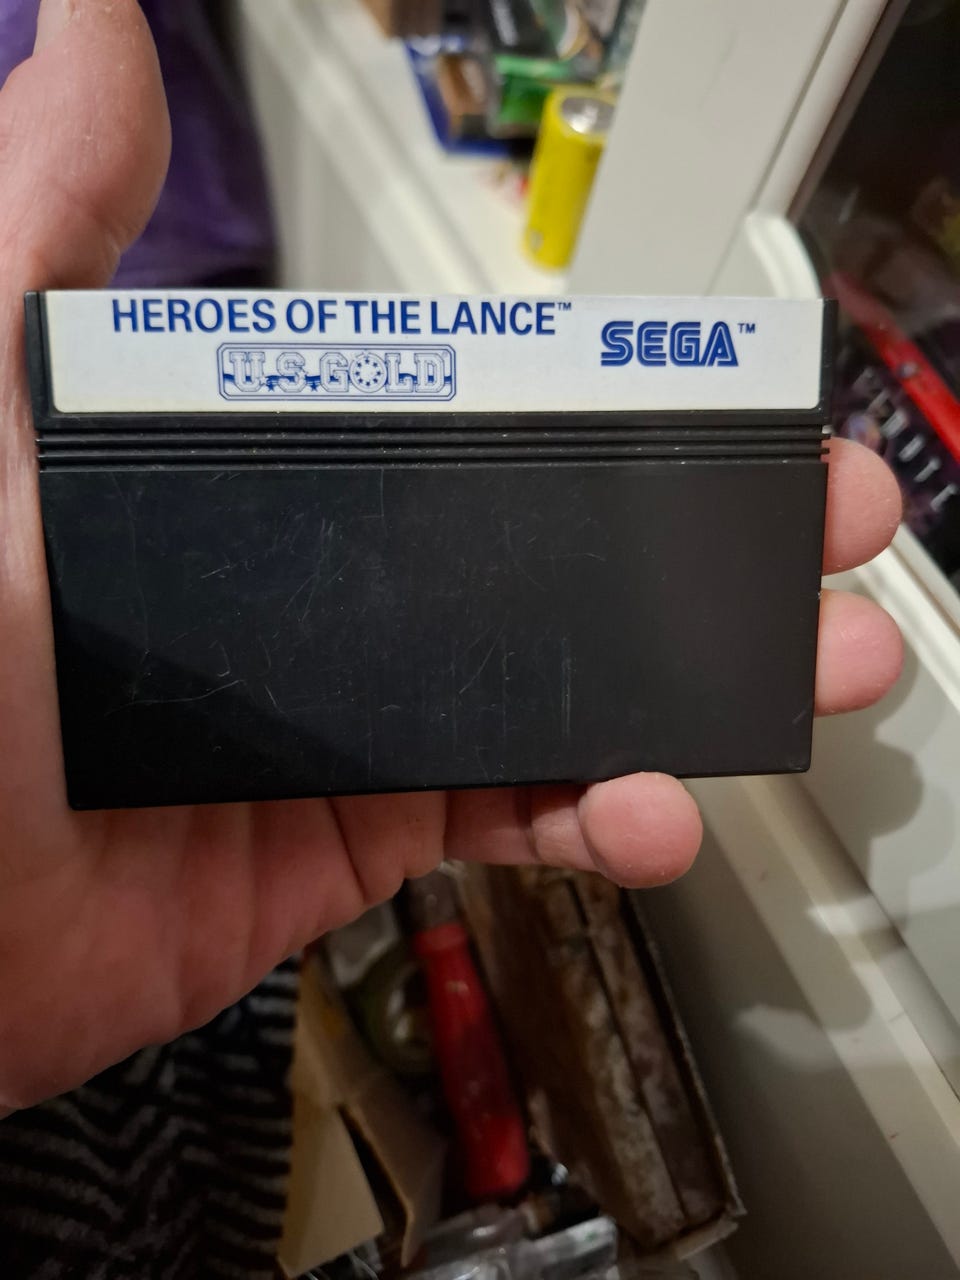 HEROES OF THE LANCE™
U.S. GOLD
SEGA™